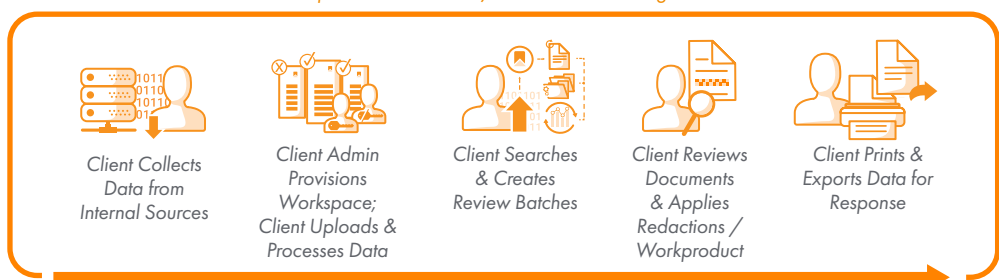 Client Collects
Data from
Internal Sources
Client Admin
Provisions
Workspace;
Client Uploads &
Processes Data
Client Searches
& Creates
Review Batches
Client Reviews
Documents
& Applies
Redactions /
Workproduct
Client Prints &
Exports Data for
Response